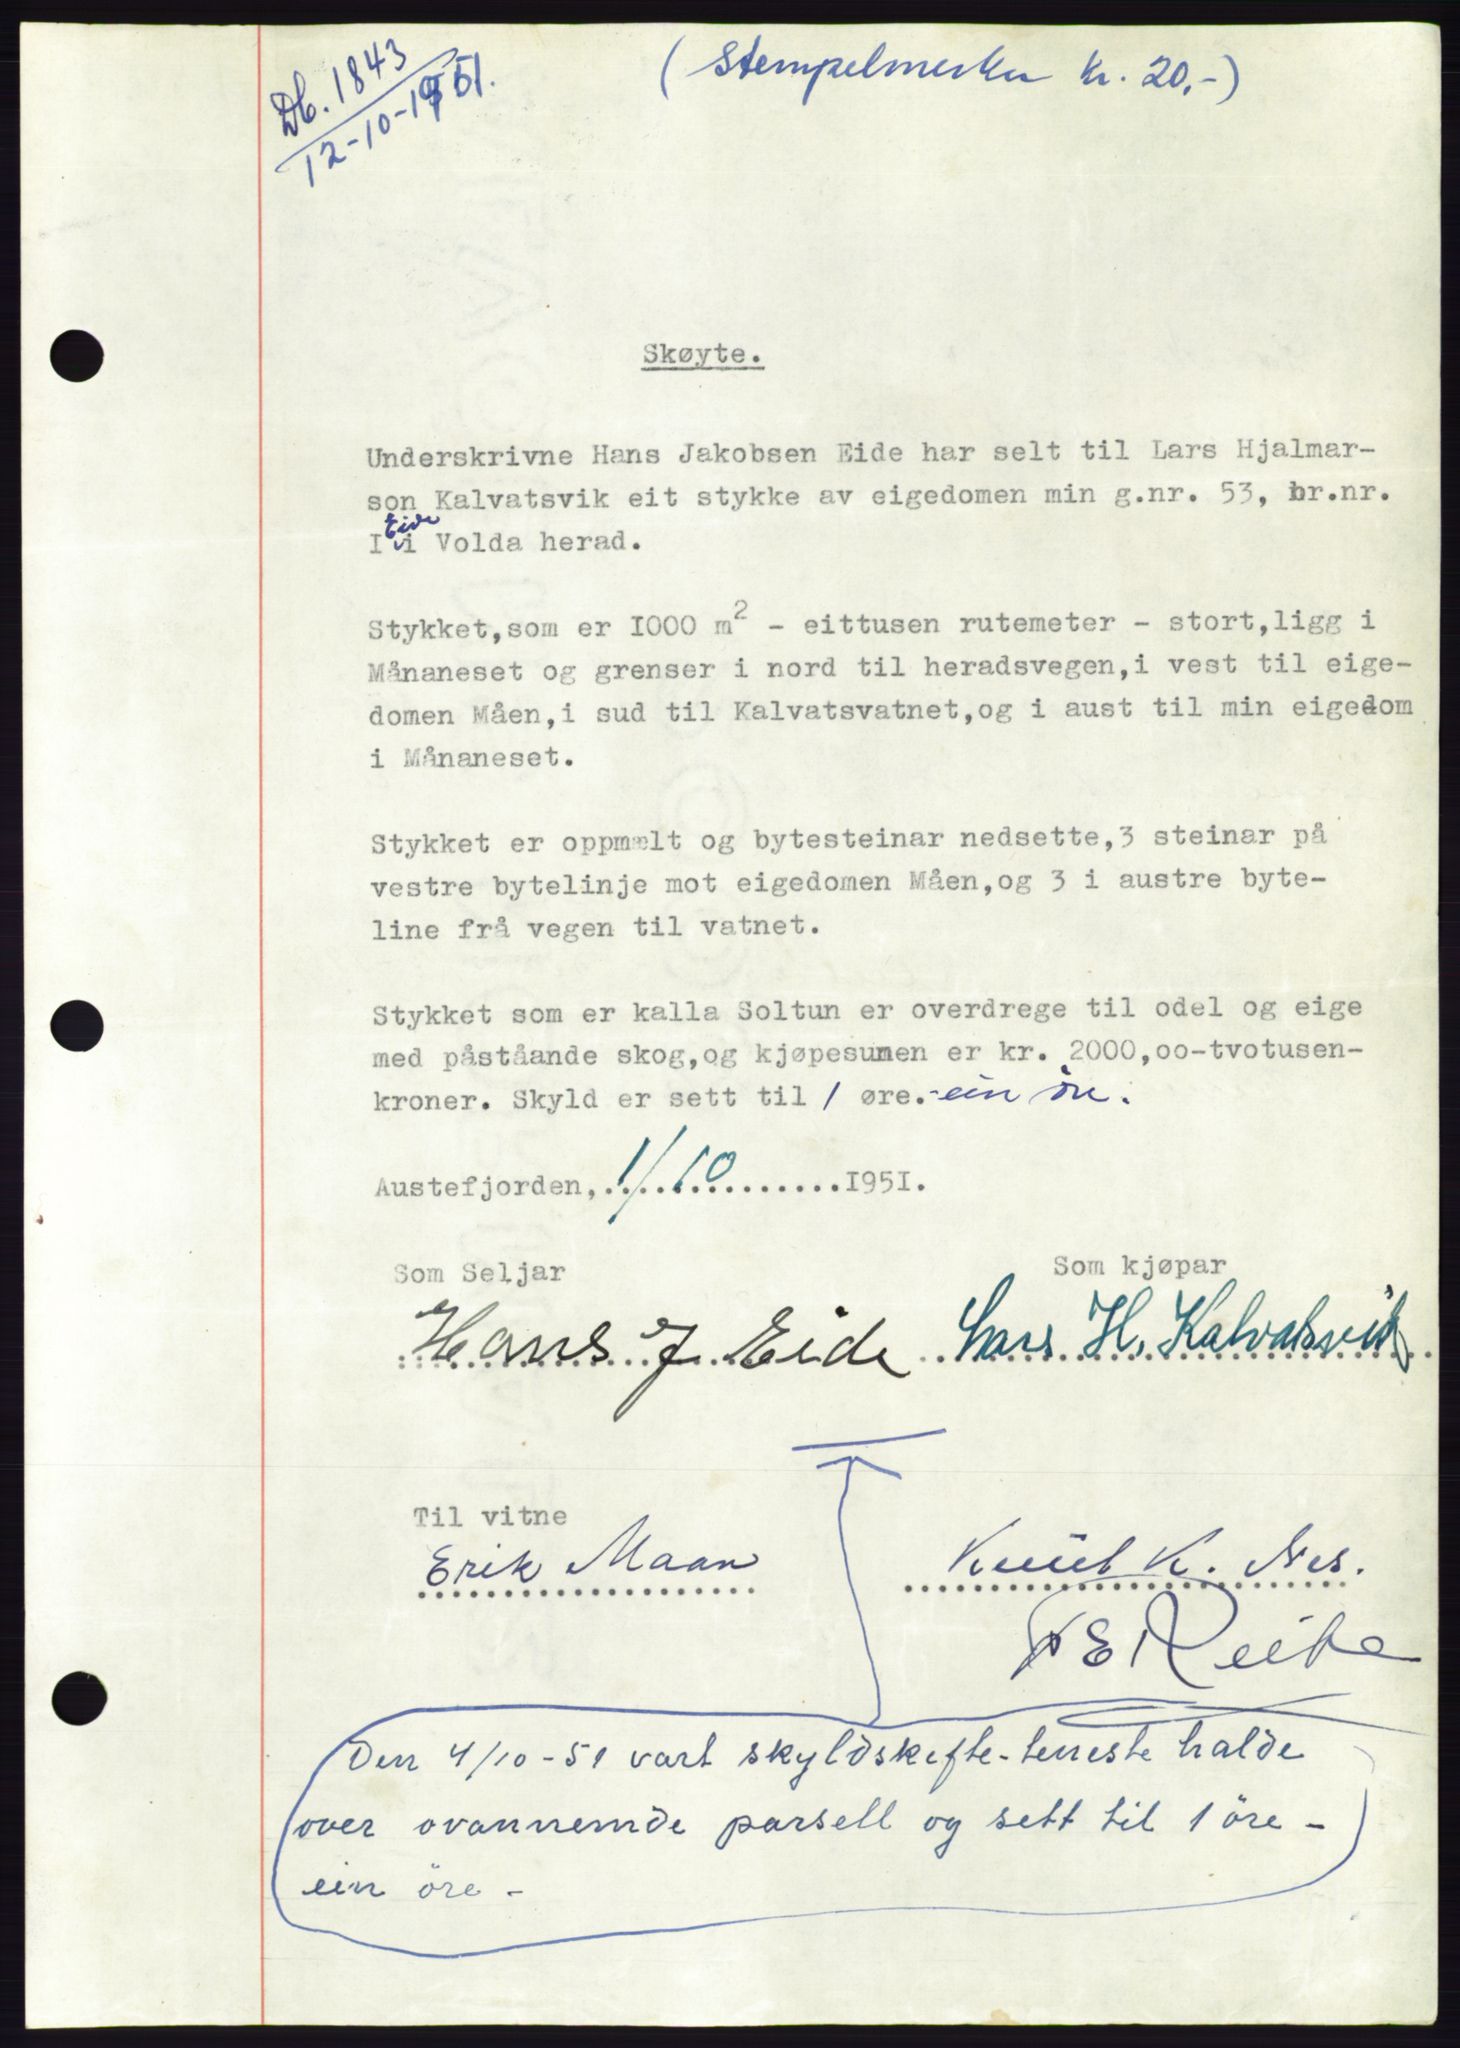 Db. 1843
12-10-1951.
(Stempelmerke kr. 20,-)
Skøyte.
Underskrivne Hans Jakobsen Eide har selt til Lars Hjalmar-
son Kalvatsvik eit stykke av eigedomen min g.nr. 53, br.nr.
Eide
I i Volda herad.
Stykket,som er 1000 m² - eittusen rutemeter - stort,ligg i
Månaneset og grenser i nord til heradsvegen,i vest til eige-
domen Måen,i sud til Kalvatsvatnet,og i aust til min eigedom
i Månaneset.
Stykket er oppmælt og bytesteinar nedsette,3 steinar på
vestre bytelinje mot eigedomen Måen,og 3 i austre byte-
line frå vegen til vatnet.
Stykket som er kalla Soltun er overdrege til odel og eige
med påståande skog,og kjøpesumen er kr. 2000,oo-tvotusen-
kroner. Skyld er sett til 1 øre.-ein öre.
Austefjorden, 1/10 1951.
Som Seljar Som kjøpar
Hans J Eide Lars H. Kalvatsvik
Til vitne
Erik Maan Knut K. Nes.
Den 4/10-51 vart skyldskifte-teneste halde
over ovannemde parsell og sett til 1 öre -
ein öre -